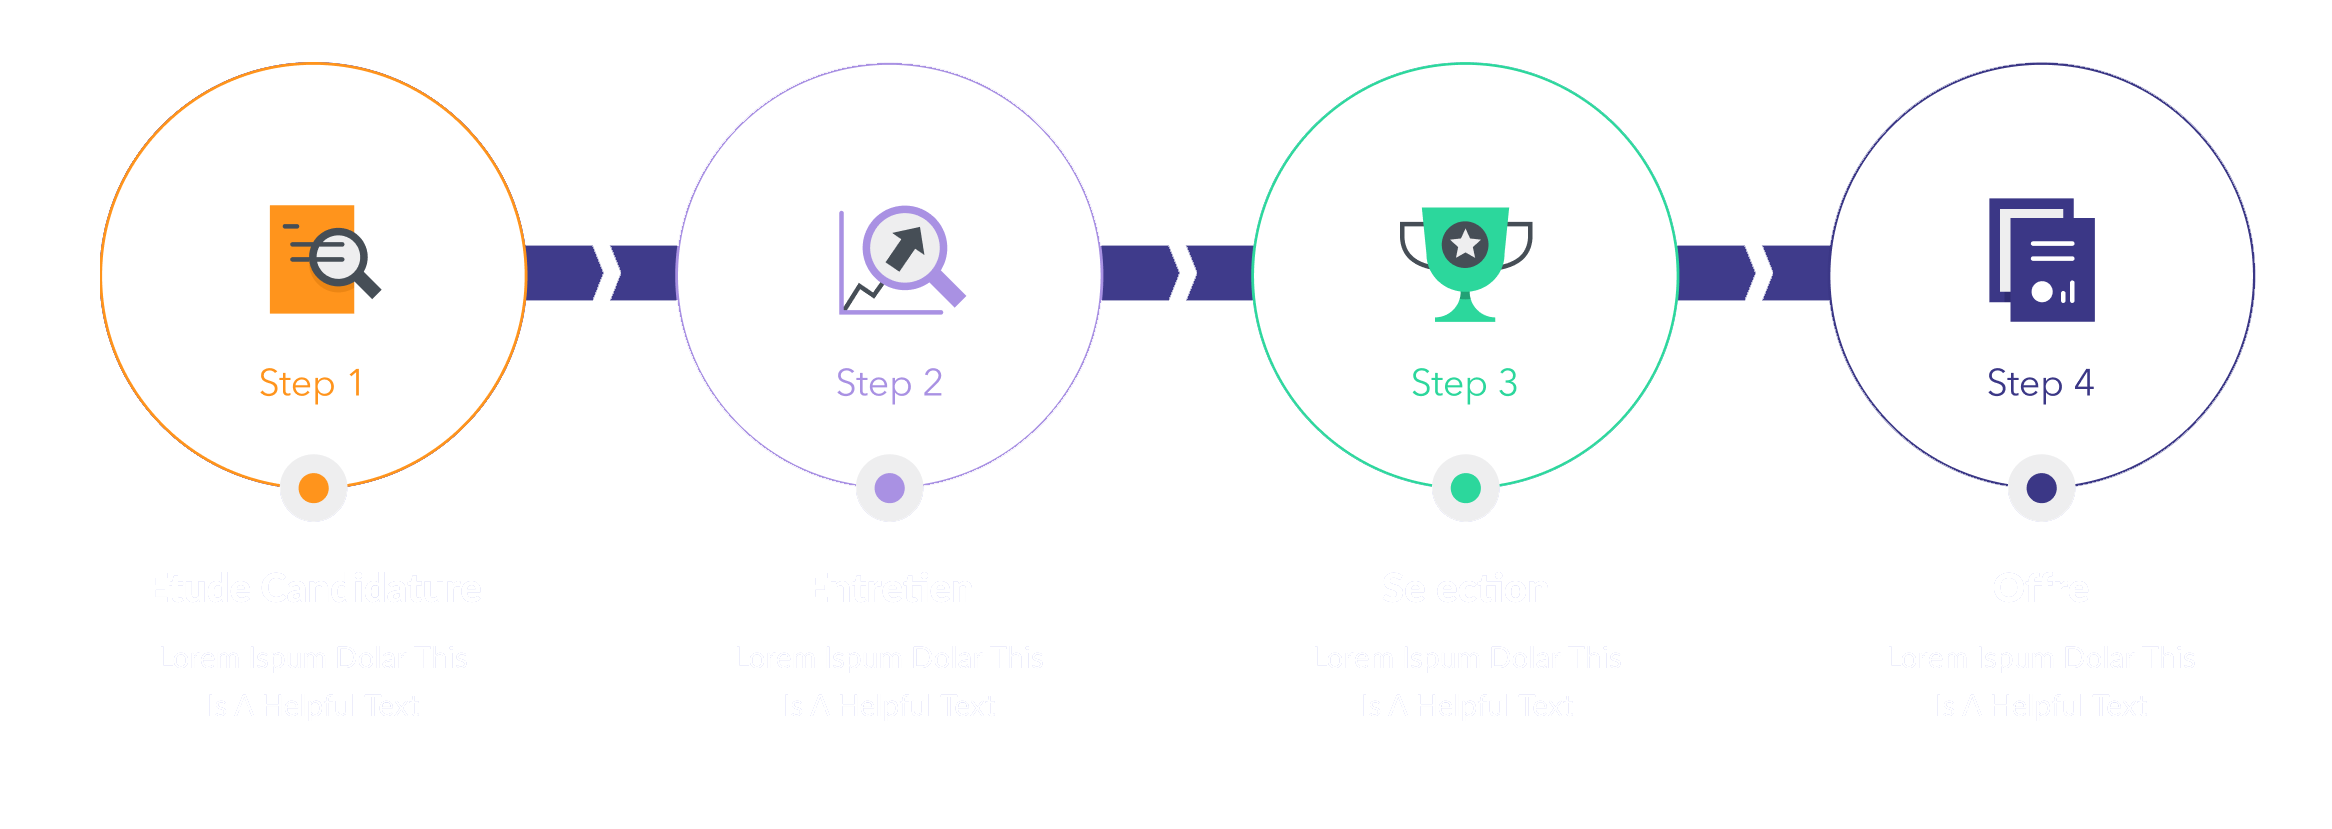 Step 1
Step 2
Step 3
Step 4
Etude Candidature
Entretien
Selection
Offre
Lorem Ispum Dolar This
Is A Helpful Text
Lorem Ispum Dolar This
Is A Helpful Text
Lorem Ispum Dolar This
Is A Helpful Text
Lorem Ispum Dolar This
Is A Helpful Text